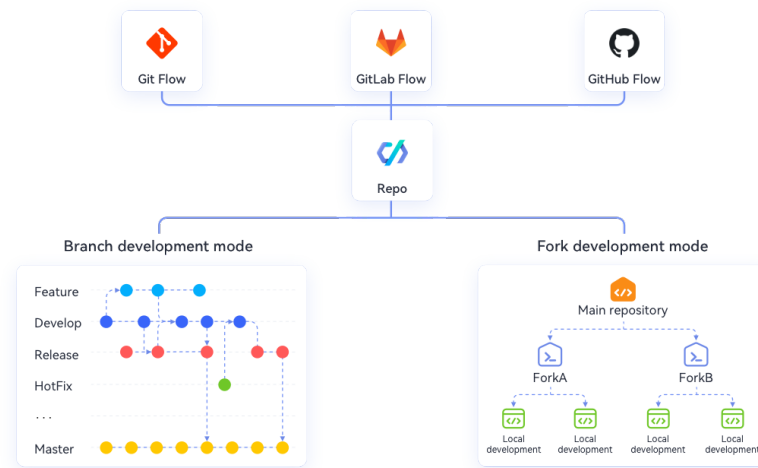 Git Flow
GitLab Flow
GitHub Flow
Repo
Branch development mode
Fork development mode
Feature
Develop
Release
HotFix
...
Master
Main repository
ForkA
ForkB
Local
development
Local
development
Local
development
Local
development